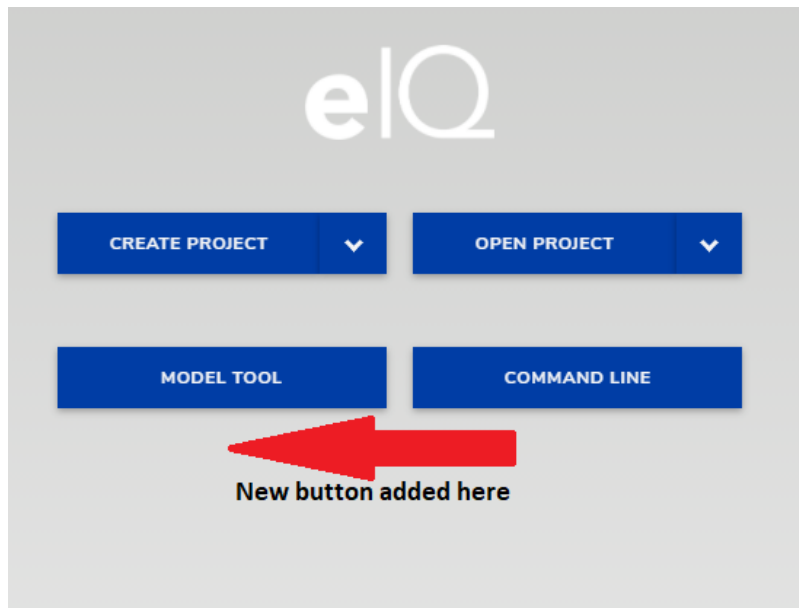 eIQ
CREATE PROJECT
OPEN PROJECT
MODEL TOOL
COMMAND LINE
New button added here